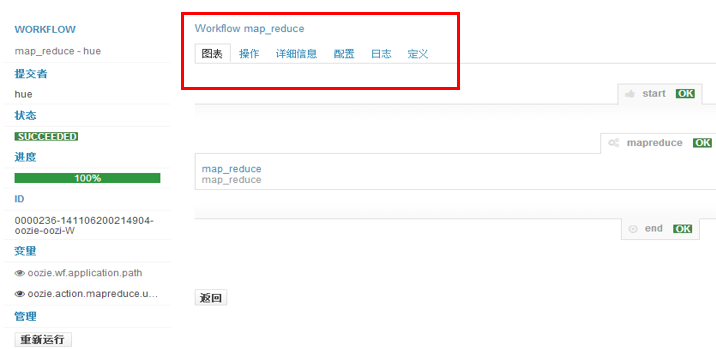 WORKFLOW
map_reduce - hue
提交者
hue
状态
SUCCEEDED
进度
100%
ID
0000236-141106200214904-
oozie-oozi-W
变量
oozie.wf.application.path
oozie.action.mapreduce.u...
管理
重新运行
Workflow map_reduce
图表 操作 详细信息 配置 日志 定义
start OK
mapreduce OK
map_reduce
map_reduce
end OK
返回